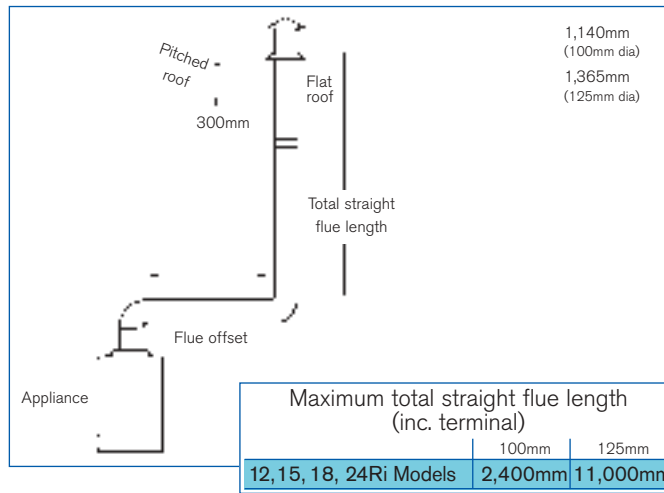 1,140mm
(100mm dia)
1,365mm
(125mm dia)
Pitched
roof
Flat
roof
300mm
Total straight
flue length
Flue offset
Appliance
Maximum total straight flue length
(inc. terminal)
100mm 125mm
12,15, 18, 24Ri Models 2,400mm 11,000mm